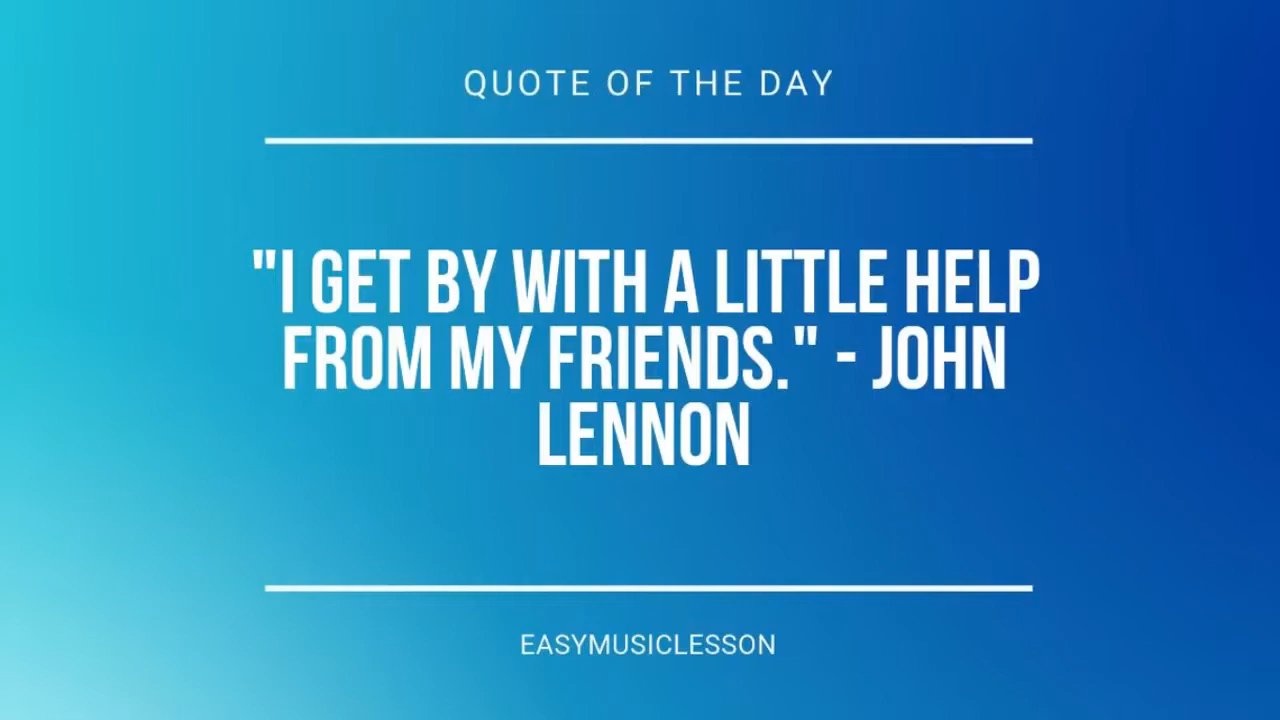 QUOTE OF THE DAY
"I GET BY WITH A LITTLE HELP
FROM MY FRIENDS." - JOHN
LENNON
EASYMUSICLESSON